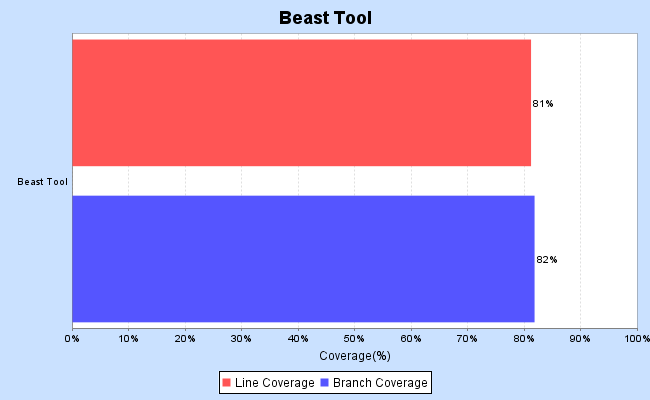 Beast Tool
81%
Beast Tool
82%
0% 10% 20% 30% 40% 50% 60% 70% 80% 90% 100%
Coverage(%)
Line Coverage Branch Coverage